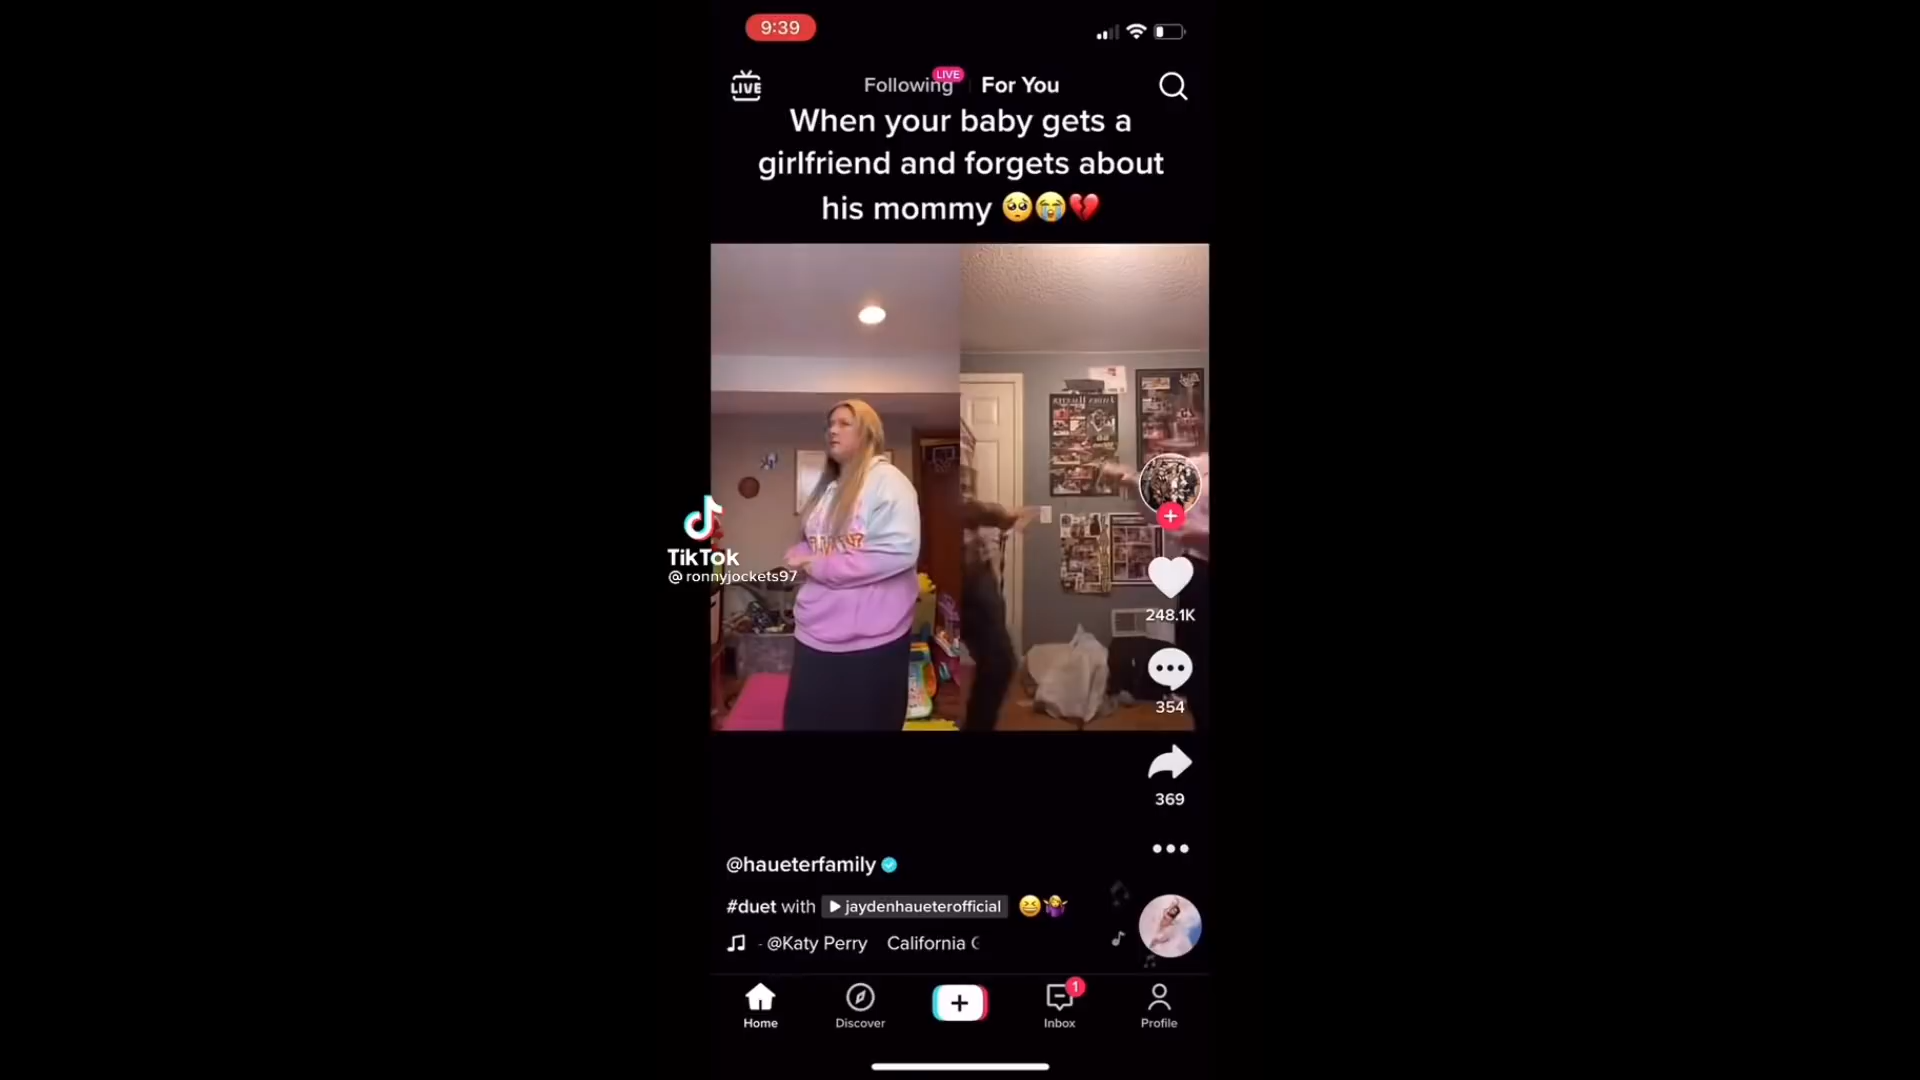 9:39
LIVE
Following
LIVE
For You
When your baby gets a
girlfriend and forgets about
his mommy 🥺😭💔
TikTok
@ronnyjockets97
248.1K
354
369
@haueterfamily
#duet with jaydenhaueterofficial 😆🤷‍♀️
- @Katy Perry California G
Home
Discover
1
Inbox
Profile